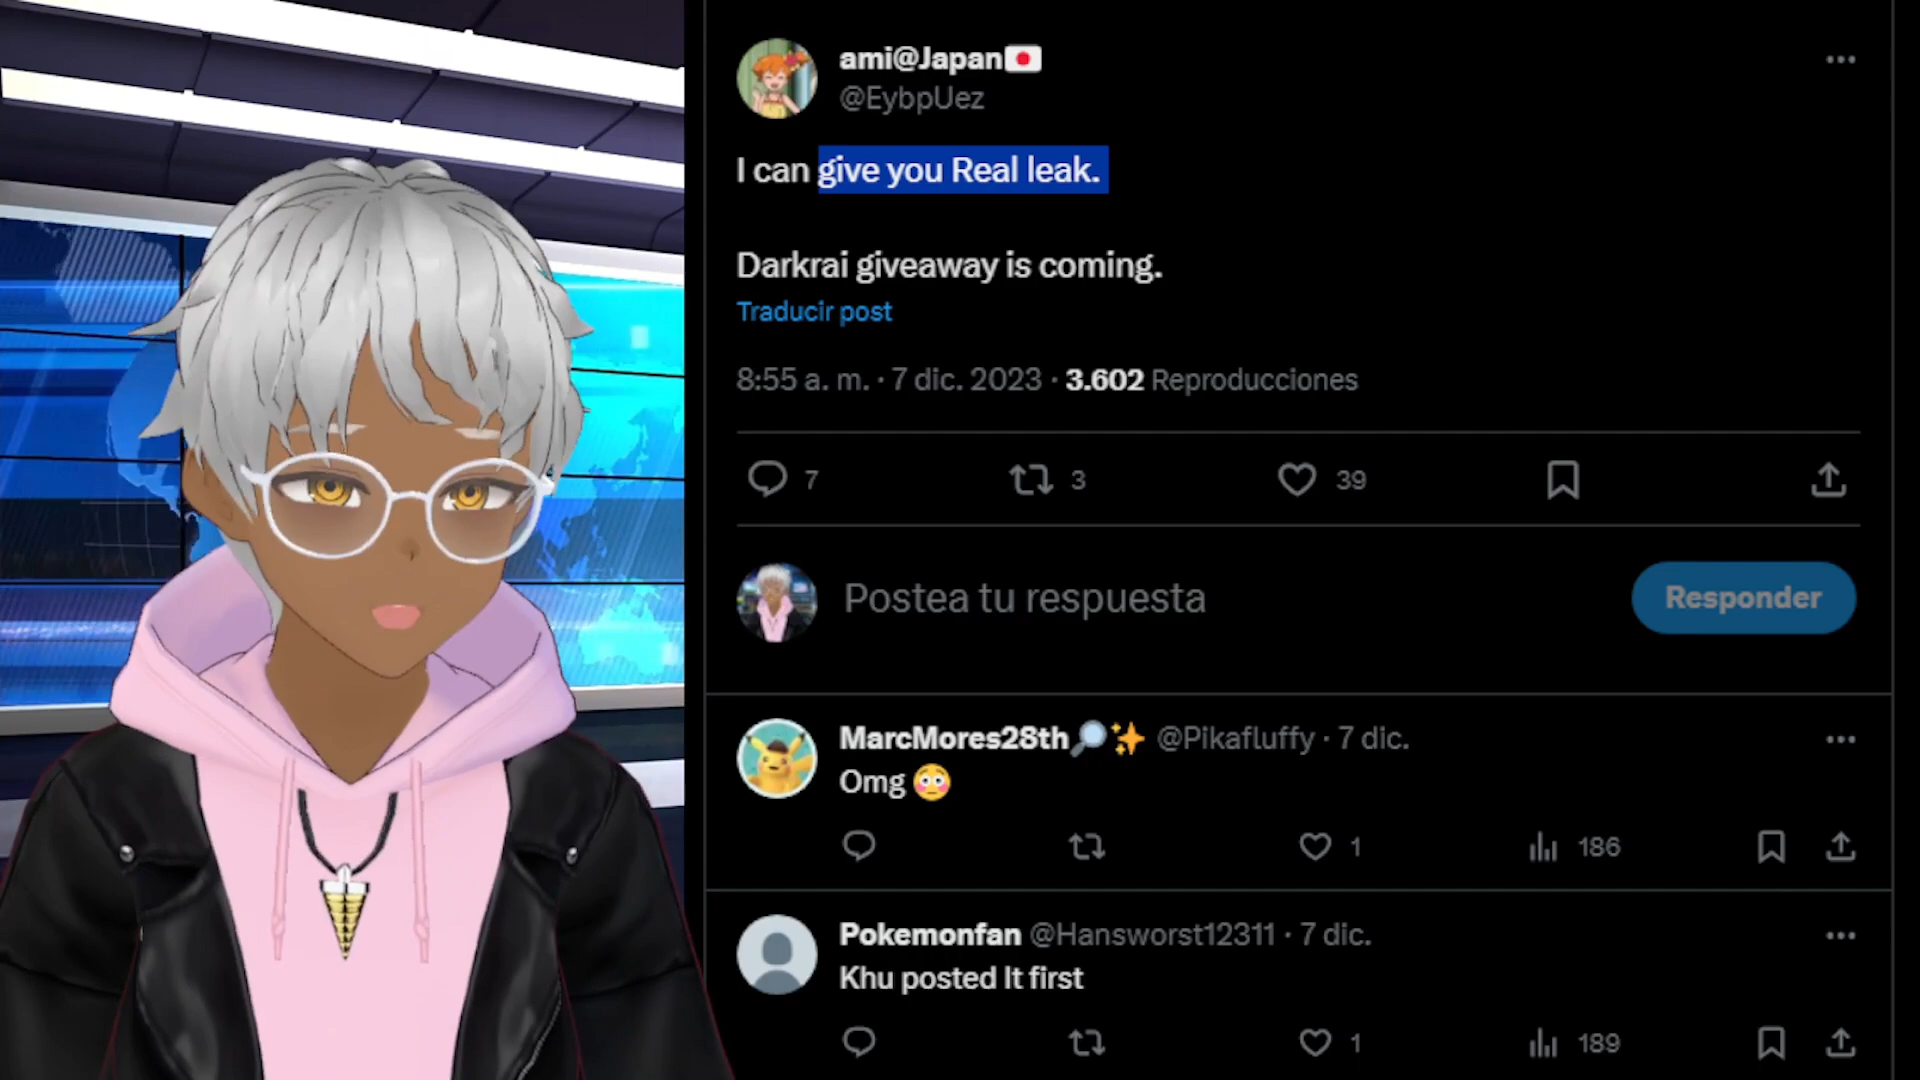 ami@Japan🇯🇵
@EybpUez
I can give you Real leak.
Darkrai giveaway is coming.
Traducir post
8:55 a. m. · 7 dic. 2023 · 3.602 Reproducciones
7 3 39
Postea tu respuesta
Responder
MarcMores28th🔎✨ @Pikafluffy · 7 dic.
Omg 😳
1 186
Pokemonfan @Hansworst12311 · 7 dic.
Khu posted It first
1 189